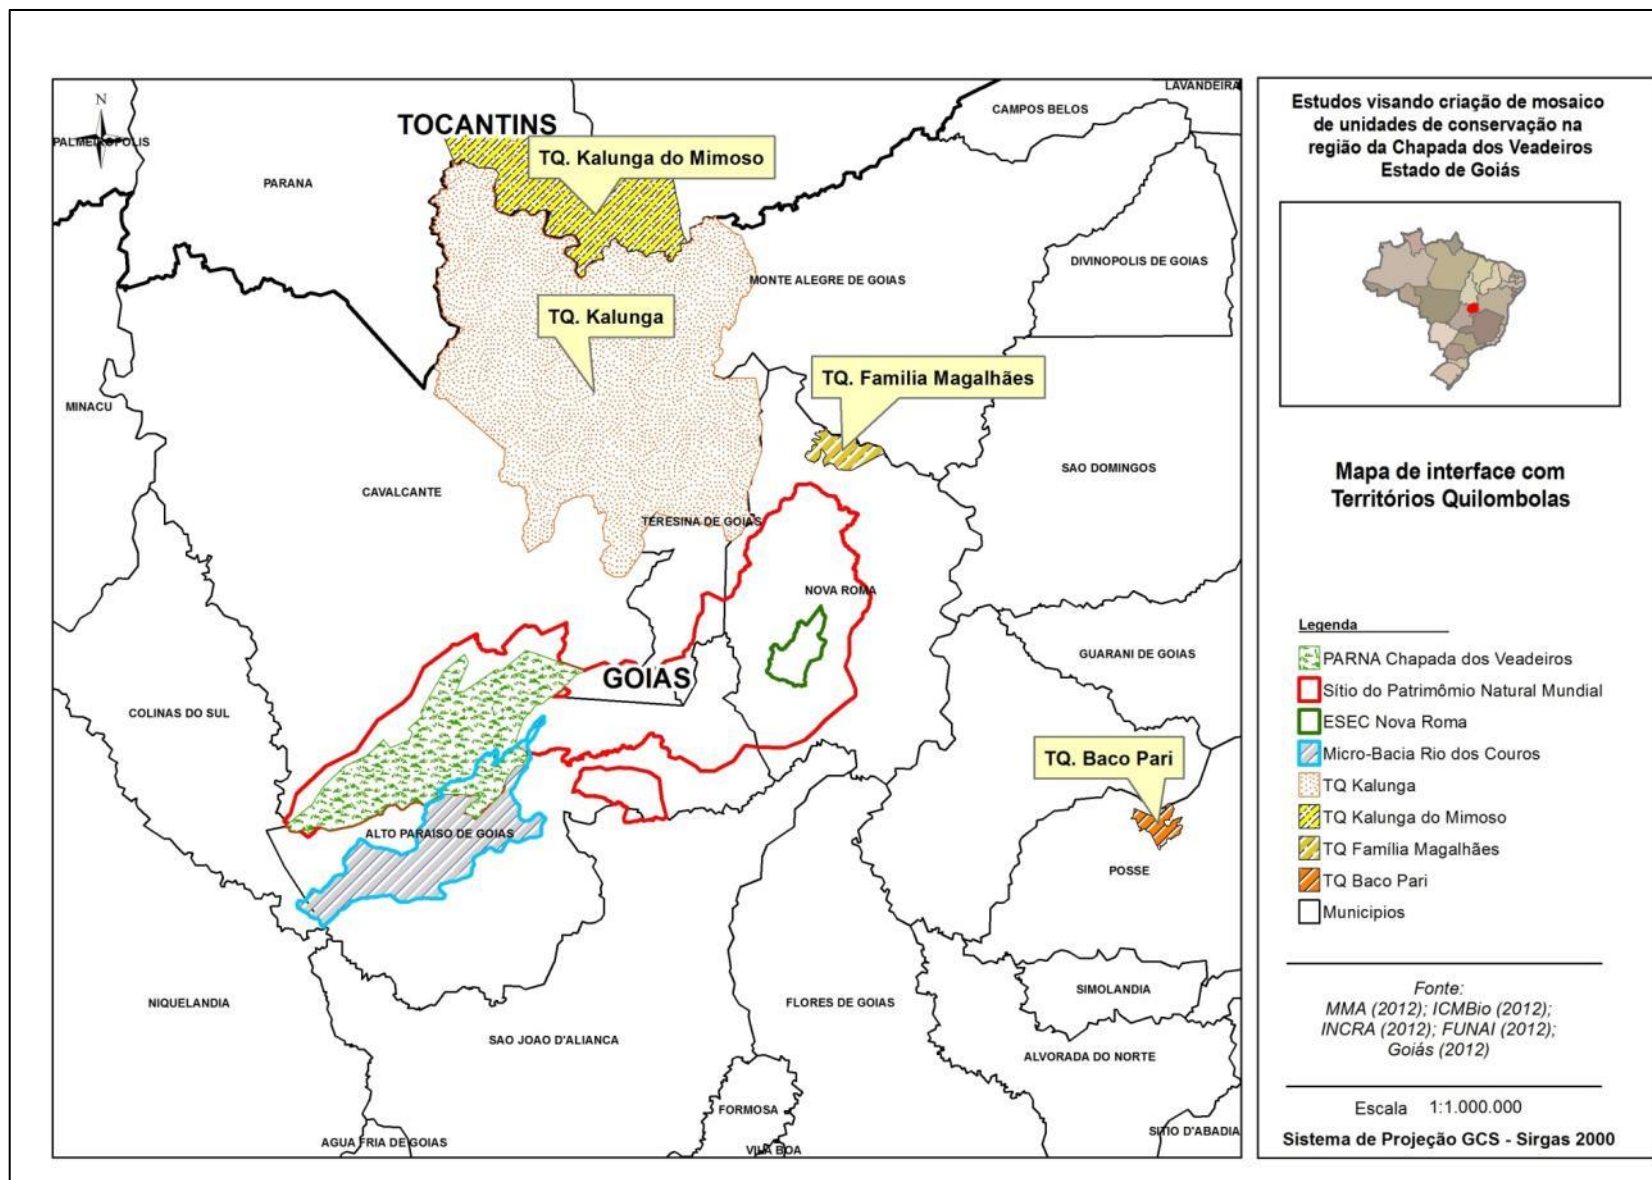 N
TOCANTINS
LAVANDEIRA
CAMPOS BELOS
PALMEIROPOLIS
TQ. Kalunga do Mimoso
PARANA
DIVINOPOLIS DE GOIAS
MONTE ALEGRE DE GOIAS
TQ. Kalunga
TQ. Familia Magalhães
MINACU
SAO DOMINGOS
CAVALCANTE
TERESINA DE GOIAS
NOVA ROMA
GUARANI DE GOIAS
GOIAS
COLINAS DO SUL
TQ. Baco Pari
ALTO PARAISO DE GOIAS
POSSE
NIQUELANDIA
FLORES DE GOIAS
SIMOLANDIA
SAO JOAO D'ALIANCA
ALVORADA DO NORTE
FORMOSA
SITIO D'ABADIA
AGUA FRIA DE GOIAS
VILA BOA
Estudos visando criação de mosaico
de unidades de conservação na
região da Chapada dos Veadeiros
Estado de Goiás
Mapa de interface com
Territórios Quilombolas
Legenda
PARNA Chapada dos Veadeiros
Sítio do Patrimômio Natural Mundial
ESEC Nova Roma
Micro-Bacia Rio dos Couros
TQ Kalunga
TQ Kalunga do Mimoso
TQ Família Magalhães
TQ Baco Pari
Municipios
Fonte:
MMA (2012); ICMBio (2012);
INCRA (2012); FUNAI (2012);
Goiás (2012)
Escala 1:1.000.000
Sistema de Projeção GCS - Sirgas 2000